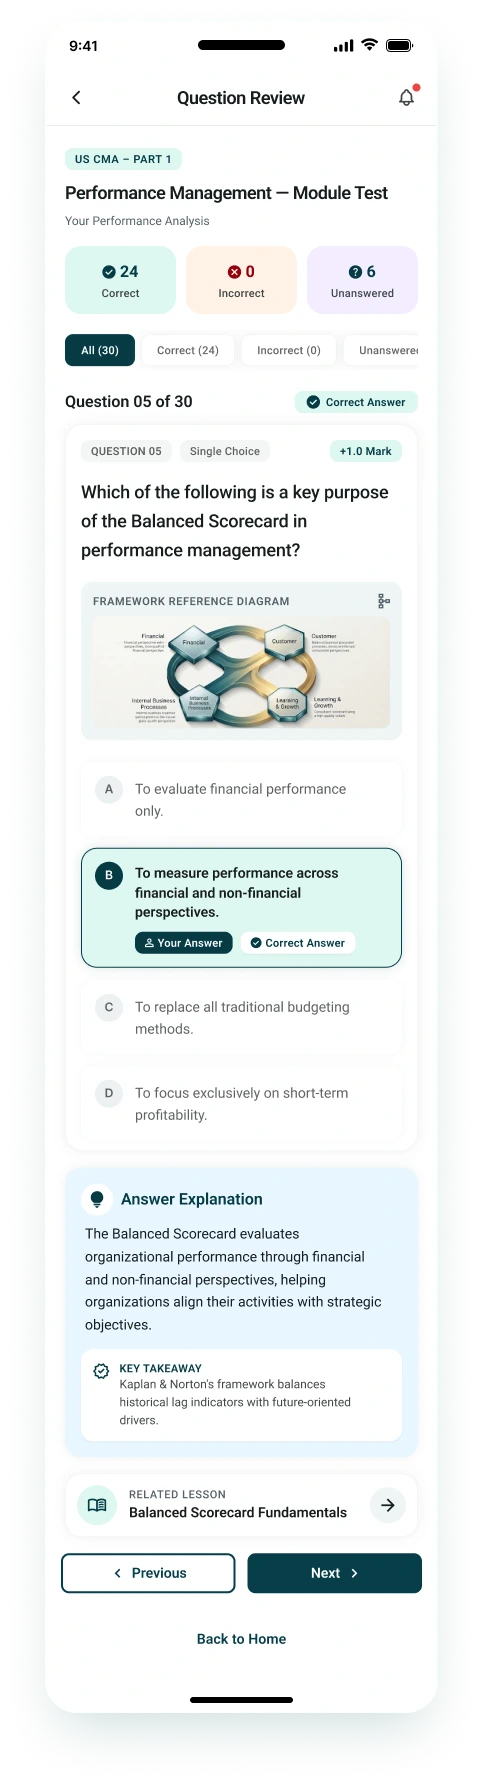 9:41
Question Review
US CMA – PART 1
Performance Management — Module Test
Your Performance Analysis
24
Correct
0
Incorrect
6
Unanswered
All (30)
Correct (24)
Incorrect (0)
Unanswered
Question 05 of 30
Correct Answer
QUESTION 05
Single Choice
+1.0 Mark
Which of the following is a key purpose
of the Balanced Scorecard in
performance management?
FRAMEWORK REFERENCE DIAGRAM
Financial
Financial
Customer
Customer
Internal Business
Processes
Internal
Business
Processes
Learning
& Growth
Learning &
Growth
A
To evaluate financial performance
only.
B
To measure performance across
financial and non-financial
perspectives.
Your Answer
Correct Answer
C
To replace all traditional budgeting
methods.
D
To focus exclusively on short-term
profitability.
Answer Explanation
The Balanced Scorecard evaluates
organizational performance through financial
and non-financial perspectives, helping
organizations align their activities with strategic
objectives.
KEY TAKEAWAY
Kaplan & Norton's framework balances
historical lag indicators with future-oriented
drivers.
RELATED LESSON
Balanced Scorecard Fundamentals
Previous
Next
Back to Home